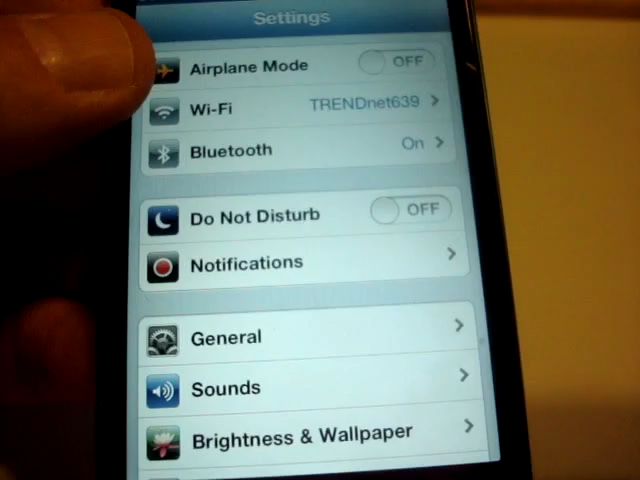 Settings
Airplane Mode OFF
Wi-Fi TRENDnet639
Bluetooth On
Do Not Disturb OFF
Notifications
General
Sounds
Brightness & Wallpaper